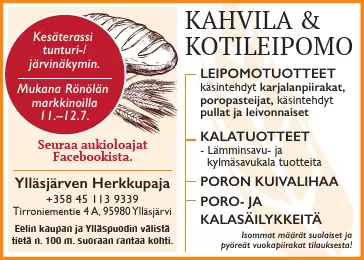 Kesäterassi
tunturi-/
järvinäkymin.
Mukana Rönölän
markkinoilla
11.–12.7.
Seuraa aukioloajat
Facebookista.
Ylläsjärven Herkkupaja
+358 45 113 9339
Tirroniementie 4 A, 95980 Ylläsjärvi
Eelin kaupan ja Ylläspuodin välistä
tietä n. 100 m. suoraan rantaa kohti.
KAHVILA &
KOTILEIPOMO
LEIPOMOTUOTTEET
käsintehdyt karjalanpiirakat,
poropasteijat, käsintehdyt
pullat ja leivonnaiset
KALATUOTTEET
- Lämminsavu- ja
kylmäsavukala tuotteita
PORON KUIVALIHAA
PORO- JA
KALASÄILYKKEITÄ
Isommat määrät suolaiset ja
pyöreät vuokapiirakat tilauksesta!